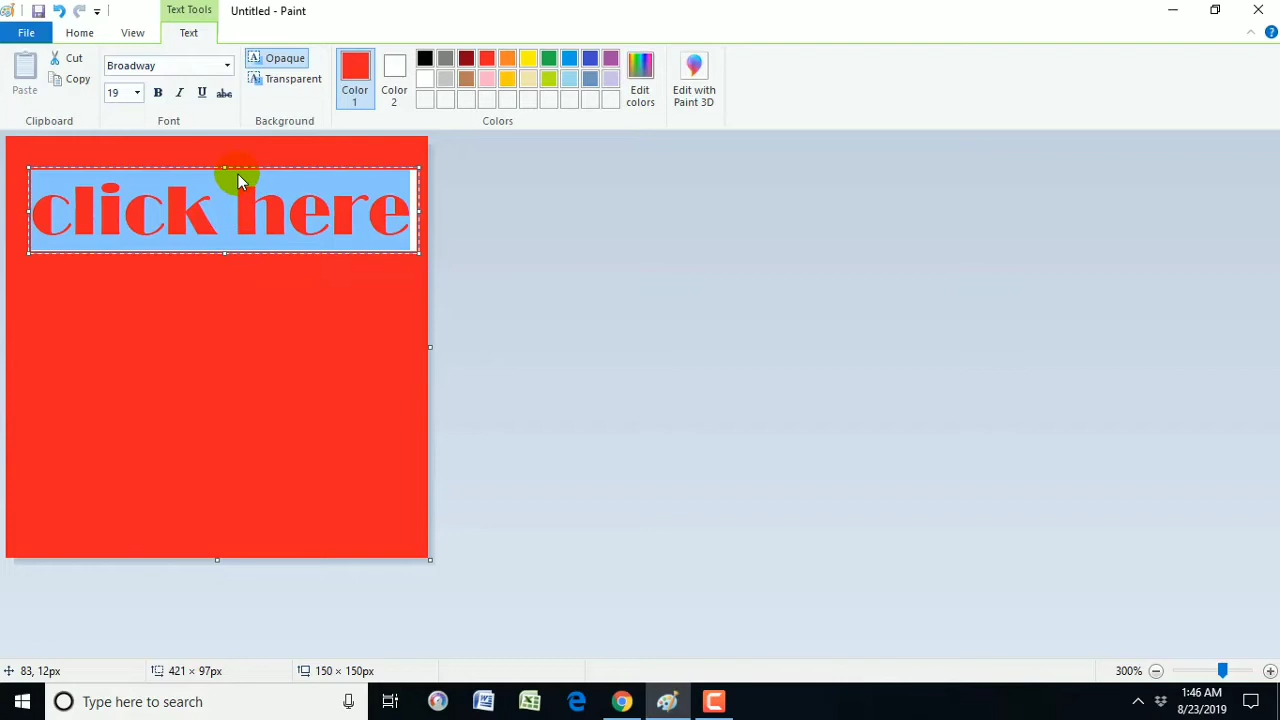 Text Tools
Untitled - Paint
File
Home
View
Text
Paste
Cut
Copy
Clipboard
Broadway
19
B I U abc
Font
Opaque
Transparent
Background
Color 1
Color 2
Edit colors
Colors
Edit with Paint 3D
click here
83, 12px
421 × 97px
150 × 150px
300%
Type here to search
1:46 AM
8/23/2019